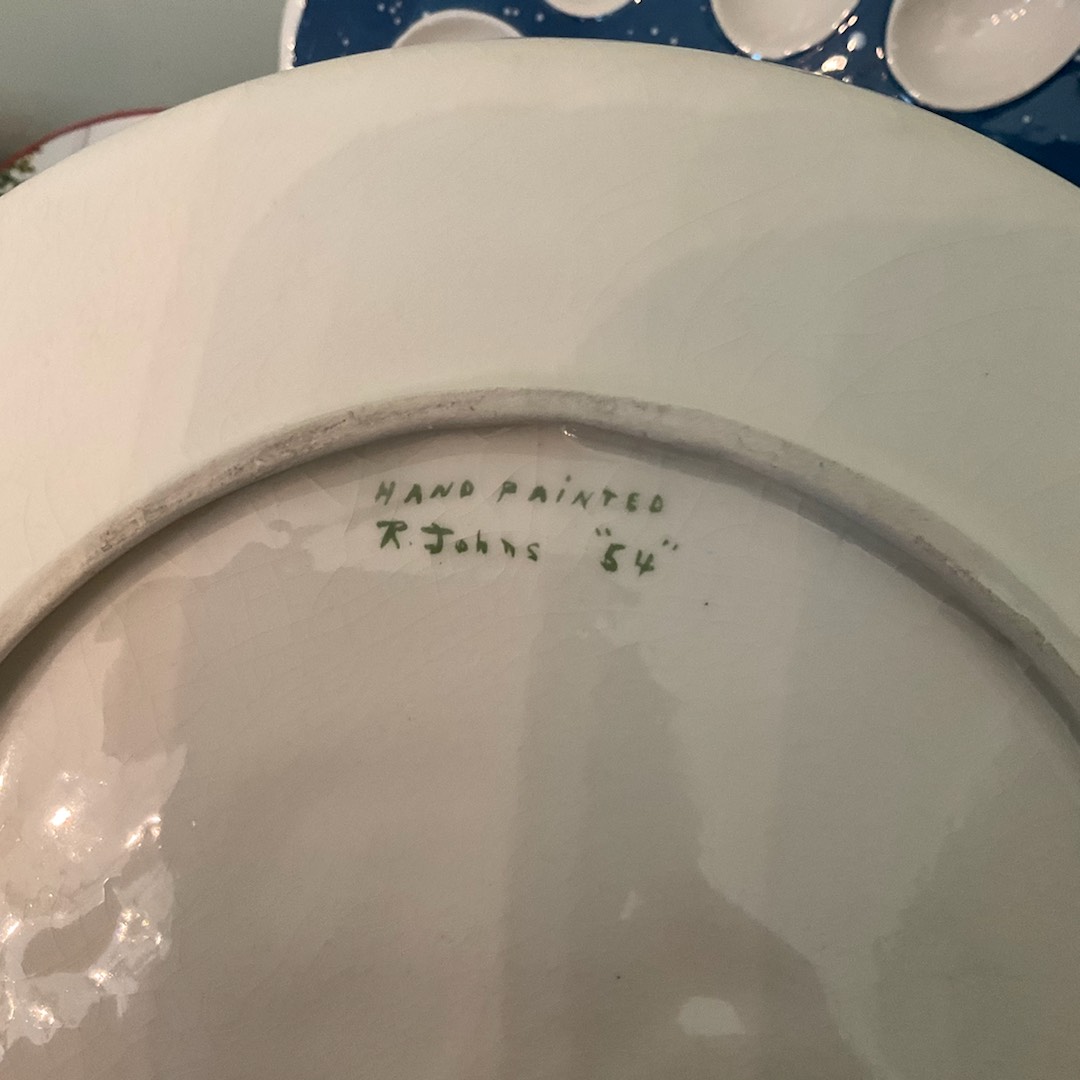 HAND PAiNTED
R. Johns "54"